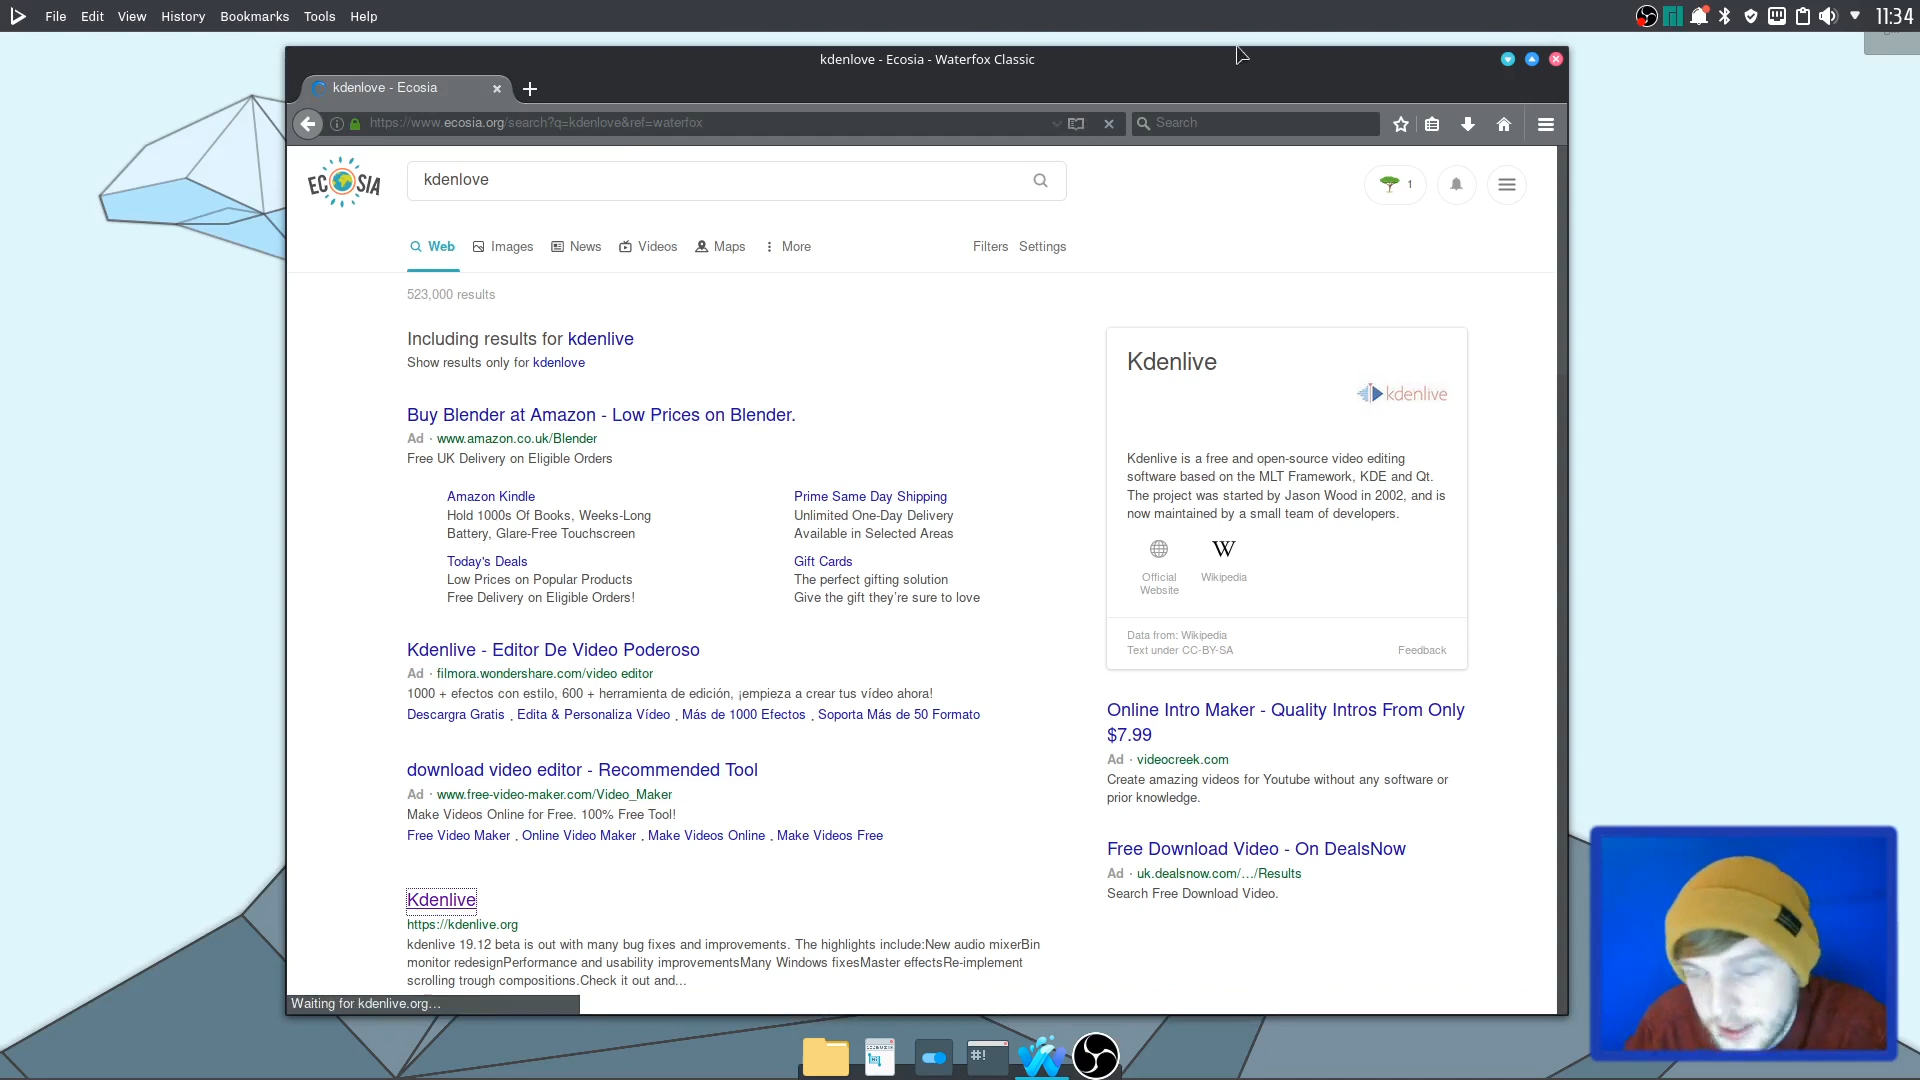 File Edit View History Bookmarks Tools Help
11:34
kdenlove - Ecosia - Waterfox Classic
kdenlove - Ecosia
https://www.ecosia.org/search?q=kdenlove&ref=waterfox
Search
ECOSIA
kdenlove
1
Web Images News Videos Maps More Filters Settings
523,000 results
Including results for kdenlive
Show results only for kdenlove
Buy Blender at Amazon - Low Prices on Blender.
Ad · www.amazon.co.uk/Blender
Free UK Delivery on Eligible Orders
Amazon Kindle
Hold 1000s Of Books, Weeks-Long
Battery, Glare-Free Touchscreen
Prime Same Day Shipping
Unlimited One-Day Delivery
Available in Selected Areas
Today's Deals
Low Prices on Popular Products
Free Delivery on Eligible Orders!
Gift Cards
The perfect gifting solution
Give the gift they're sure to love
Kdenlive - Editor De Video Poderoso
Ad · filmora.wondershare.com/video editor
1000 + efectos con estilo, 600 + herramienta de edición, ¡empieza a crear tus vídeo ahora!
Descargra Gratis . Edita & Personaliza Vídeo . Más de 1000 Efectos . Soporta Más de 50 Formato
download video editor - Recommended Tool
Ad · www.free-video-maker.com/Video_Maker
Make Videos Online for Free. 100% Free Tool!
Free Video Maker . Online Video Maker . Make Videos Online . Make Videos Free
Kdenlive
https://kdenlive.org
kdenlive 19.12 beta is out with many bug fixes and improvements. The highlights include:New audio mixerBin
monitor redesignPerformance and usability improvementsMany Windows fixesMaster effectsRe-implement
scrolling trough compositions.Check it out and...
Waiting for kdenlive.org...
Kdenlive
kdenlive
Kdenlive is a free and open-source video editing
software based on the MLT Framework, KDE and Qt.
The project was started by Jason Wood in 2002, and is
now maintained by a small team of developers.
W
Official
Website
Wikipedia
Data from: Wikipedia
Text under CC-BY-SA
Feedback
Online Intro Maker - Quality Intros From Only
$7.99
Ad · videocreek.com
Create amazing videos for Youtube without any software or
prior knowledge.
Free Download Video - On DealsNow
Ad · uk.dealsnow.com/…/Results
Search Free Download Video.
#!